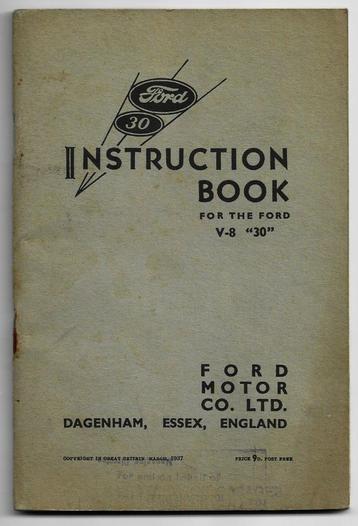 Ford
30
INSTRUCTION
BOOK
FOR THE FORD
V-8 "30"
FORD
MOTOR
CO. LTD.
DAGENHAM, ESSEX, ENGLAND
COPYRIGHT IN GREAT BRITAIN MARCH, 1937 PRICE 9D. POST FREE